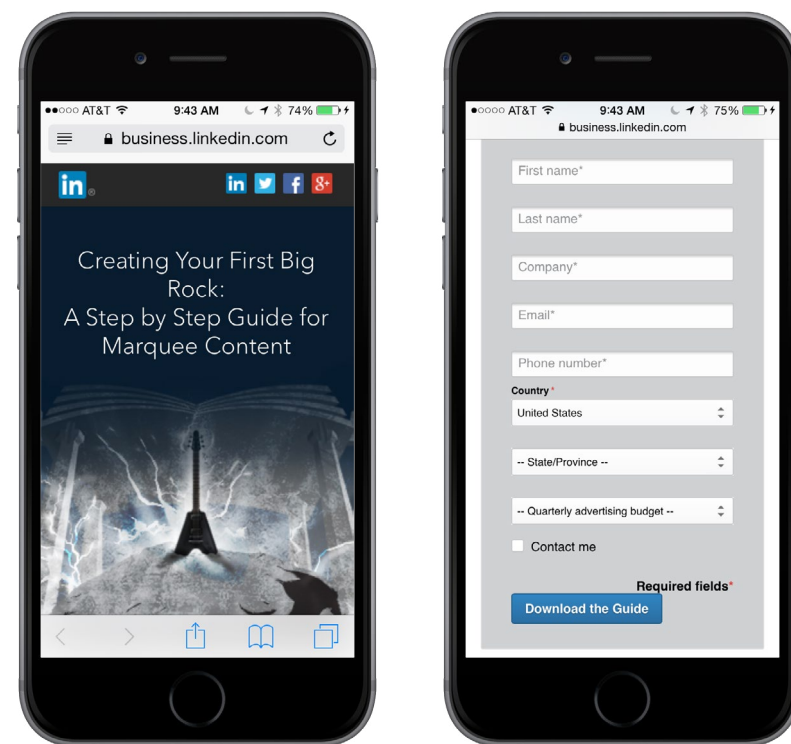 AT&T 9:43 AM 74%
business.linkedin.com
in®
in f 8+
Creating Your First Big
Rock:
A Step by Step Guide for
Marquee Content
AT&T 9:43 AM 75%
business.linkedin.com
First name*
Last name*
Company*
Email*
Phone number*
Country*
United States
-- State/Province --
-- Quarterly advertising budget --
Contact me
Required fields*
Download the Guide